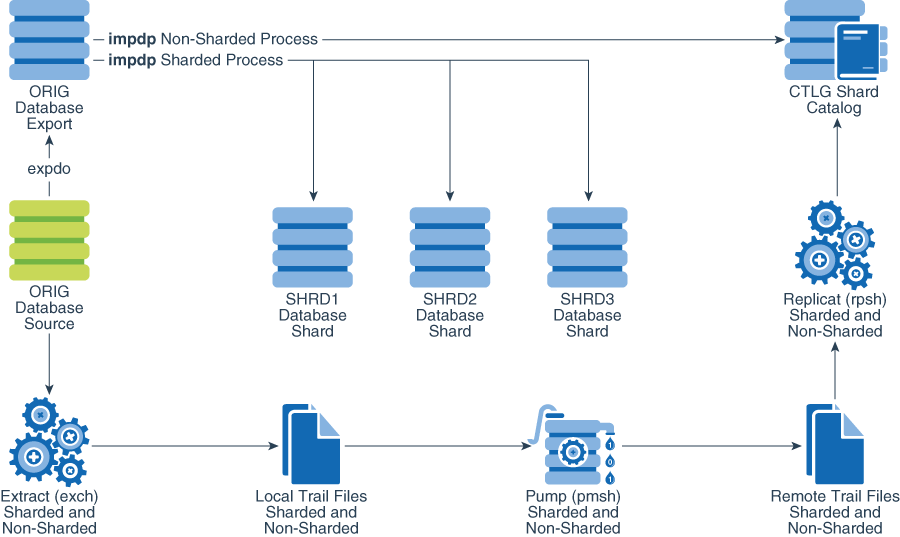 impdp Non-Sharded Process
impdp Sharded Process
ORIG
Database
Export
CTLG Shard
Catalog
expdo
ORIG
Database
Source
SHRD1
Database
Shard
SHRD2
Database
Shard
SHRD3
Database
Shard
Replicat (rpsh)
Sharded and
Non-Sharded
1
0
1
Extract (exch)
Sharded and
Non-Sharded
Local Trail Files
Sharded and
Non-Sharded
Pump (pmsh)
Sharded and
Non-Sharded
Remote Trail Files
Sharded and
Non-Sharded